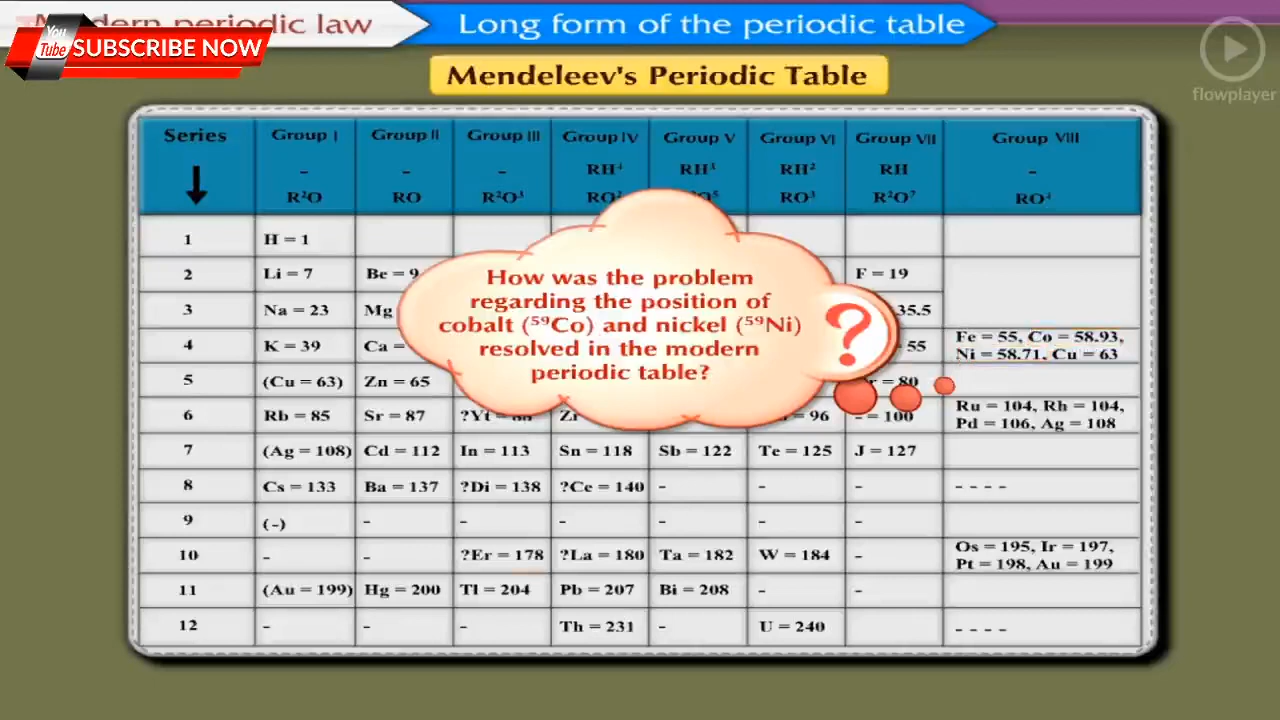 Modern periodic law
Long form of the periodic table
You Tube SUBSCRIBE NOW
flowplayer
Mendeleev's Periodic Table
Series Group I Group II Group III Group IV Group V Group VI Group VII Group VIII
- - - RH⁴ RH³ RH² RH -
R²O RO R²O³ RO² RO³ R²O⁷ RO⁴
1 H = 1
2 Li = 7 Be = 9 F = 19
3 Na = 23 Mg 35.5
4 K = 39 Ca = 55 Fe = 55, Co = 58.93,
Ni = 58.71, Cu = 63
5 (Cu = 63) Zn = 65 = 80
6 Rb = 85 Sr = 87 ?Yt = 88 Zr = 96 - = 100 Ru = 104, Rh = 104,
Pd = 106, Ag = 108
7 (Ag = 108) Cd = 112 In = 113 Sn = 118 Sb = 122 Te = 125 J = 127
8 Cs = 133 Ba = 137 ?Di = 138 ?Ce = 140 - - - - - - -
9 (-) - - - - - -
10 - - ?Er = 178 ?La = 180 Ta = 182 W = 184 - Os = 195, Ir = 197,
Pt = 198, Au = 199
11 (Au = 199) Hg = 200 Tl = 204 Pb = 207 Bi = 208 - -
12 - - - Th = 231 - U = 240 - - - -
How was the problem
regarding the position of
cobalt (⁵⁹Co) and nickel (⁵⁹Ni)
resolved in the modern
periodic table?
?